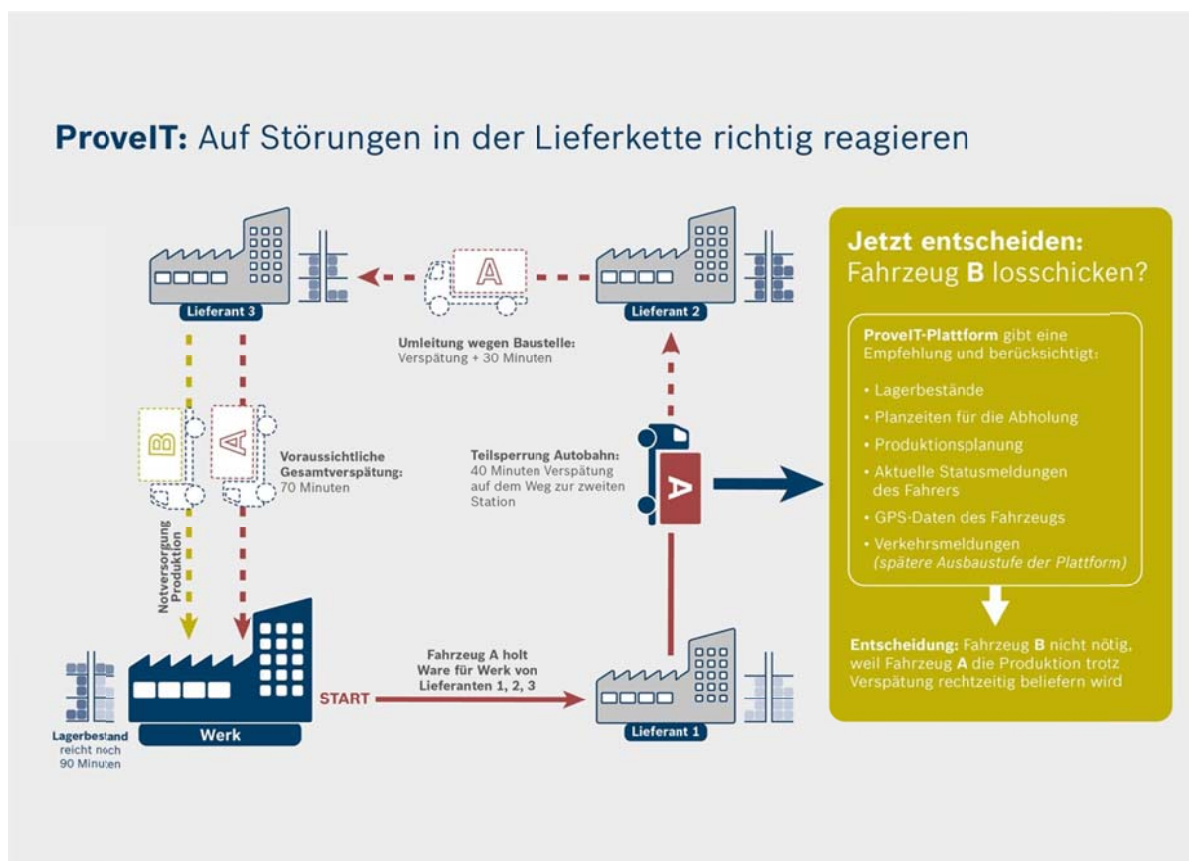 ProveIT: Auf Störungen in der Lieferkette richtig reagieren
Lieferant 3
A
Lieferant 2
Umleitung wegen Baustelle:
Verspätung + 30 Minuten
B
A
Voraussichtliche
Gesamtverspätung:
70 Minuten
Teilsperrung Autobahn:
40 Minuten Verspätung
auf dem Weg zur zweiten
Station
A
Notversorgung
Produktion
Fahrzeug A holt
Ware für Werk von
Lieferanten 1, 2, 3
START
Werk
Lieferant 1
Lagerbestand
reicht noch
90 Minuten
Jetzt entscheiden:
Fahrzeug B losschicken?
ProveIT-Plattform gibt eine
Empfehlung und berücksichtigt:
• Lagerbestände
• Planzeiten für die Abholung
• Produktionsplanung
• Aktuelle Statusmeldungen
des Fahrers
• GPS-Daten des Fahrzeugs
• Verkehrsmeldungen
(spätere Ausbaustufe der Plattform)
Entscheidung: Fahrzeug B nicht nötig,
weil Fahrzeug A die Produktion trotz
Verspätung rechtzeitig beliefern wird